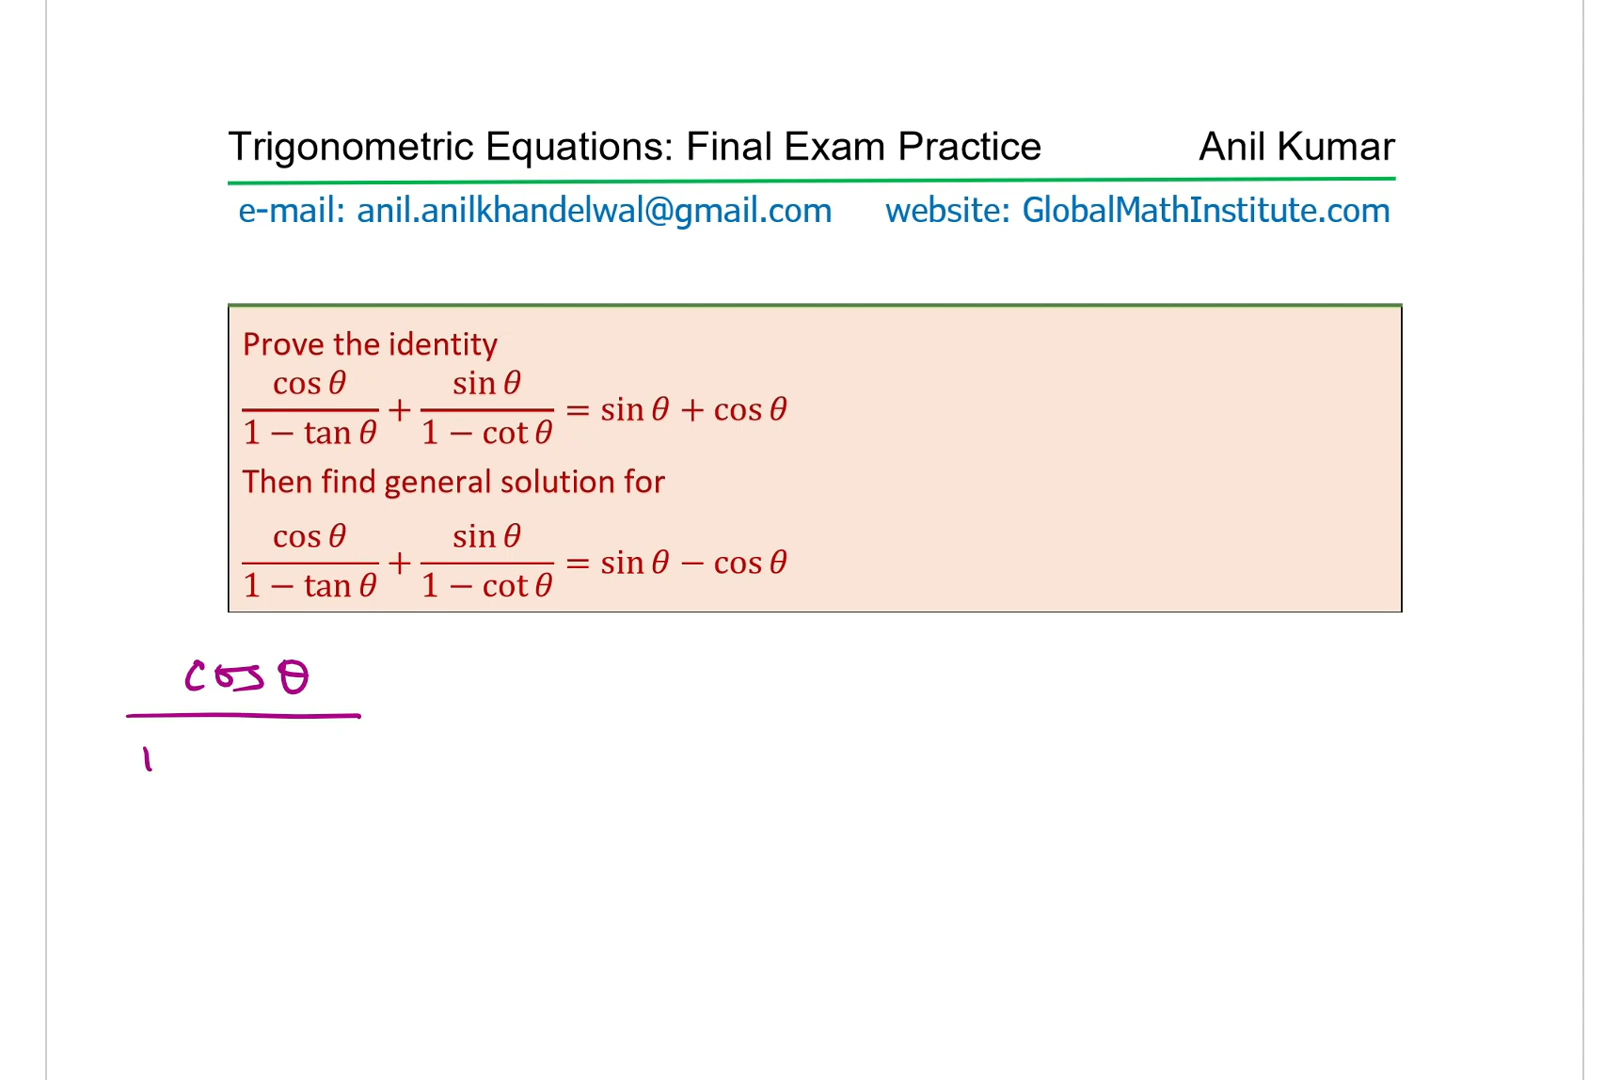 Trigonometric Equations: Final Exam Practice Anil Kumar
e-mail: anil.anilkhandelwal@gmail.com website: GlobalMathInstitute.com
Prove the identity
cos θ / (1 − tan θ) + sin θ / (1 − cot θ) = sin θ + cos θ
Then find general solution for
cos θ / (1 − tan θ) + sin θ / (1 − cot θ) = sin θ − cos θ
cos θ
1